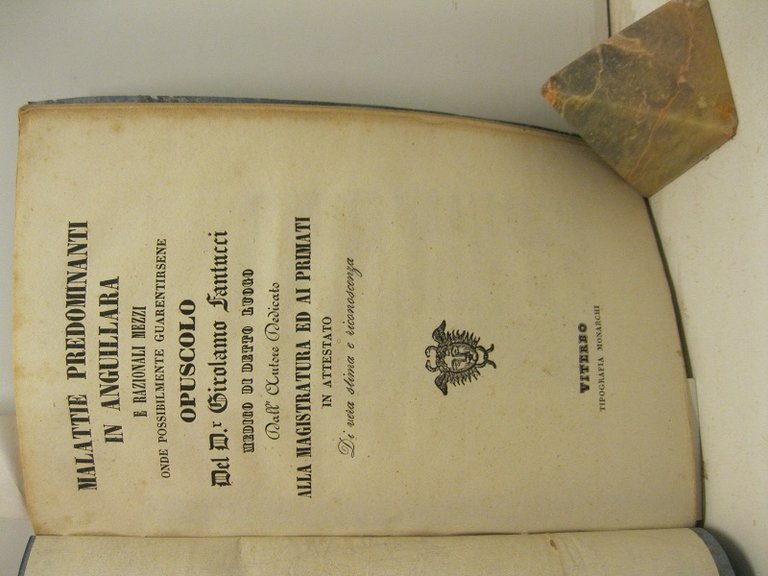 MALATTIE PREDOMINANTI
IN ANGUILLARA
E RAZIONALI MEZZI
ONDE POSSIBILMENTE GUARENTIRSENE
OPUSCOLO
Del D.r Girolamo Fantucci
MEDICO DI DETTO LUOGO
Dall' Autore Dedicato
ALLA MAGISTRATURA ED AI PRIMATI
IN ATTESTATO
Di vera stima e riconoscenza
VITERBO
TIPOGRAFIA MONARCHI